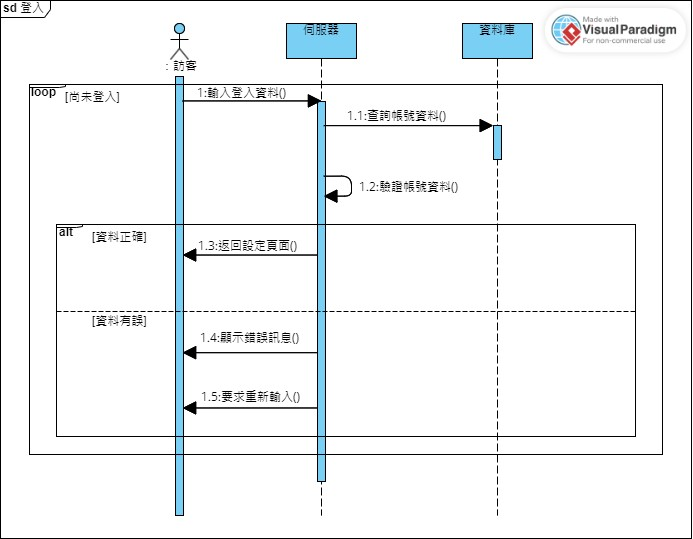 sd 登入
: 訪客
伺服器
資料庫
Made with
VisualParadigm
For non-commercial use
loop
[尚未登入]
1:輸入登入資料()
1.1:查詢帳號資料()
1.2:驗證帳號資料()
alt
[資料正確]
1.3:返回設定頁面()
[資料有誤]
1.4:顯示錯誤訊息()
1.5:要求重新輸入()